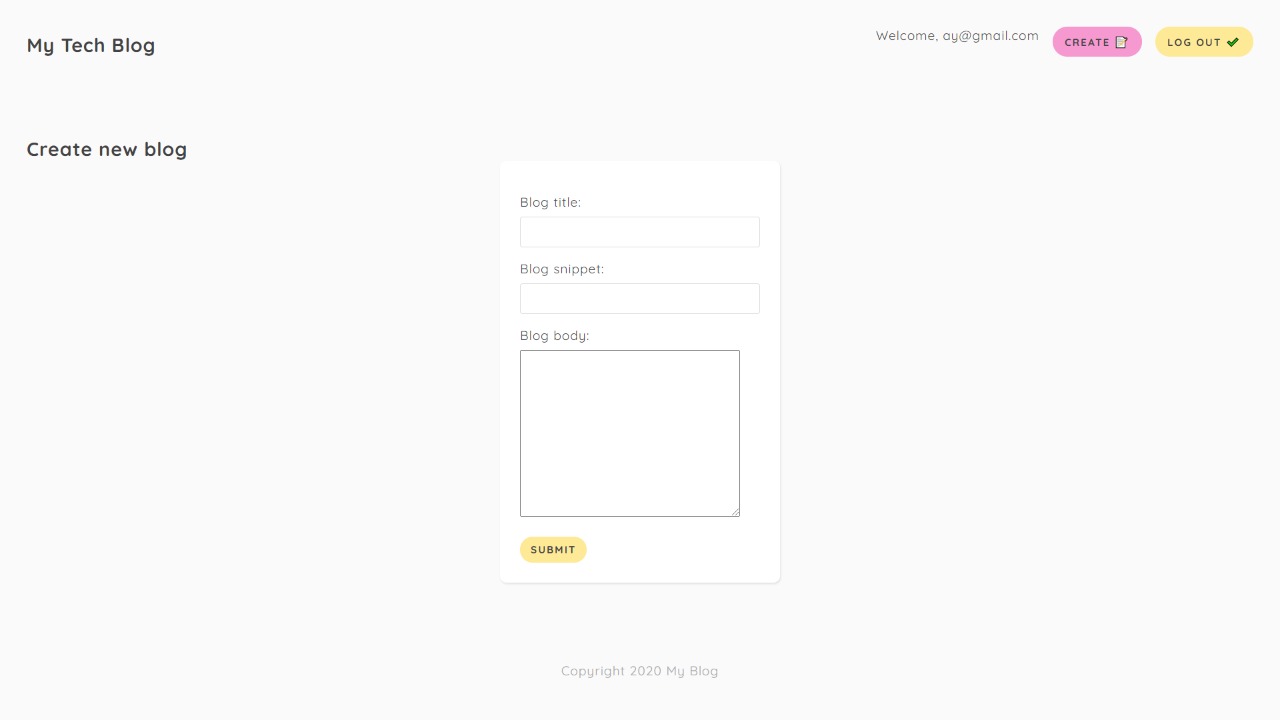 My Tech Blog
Welcome, ay@gmail.com
CREATE 📝
LOG OUT ✔
Create new blog
Blog title:
Blog snippet:
Blog body:
SUBMIT
Copyright 2020 My Blog